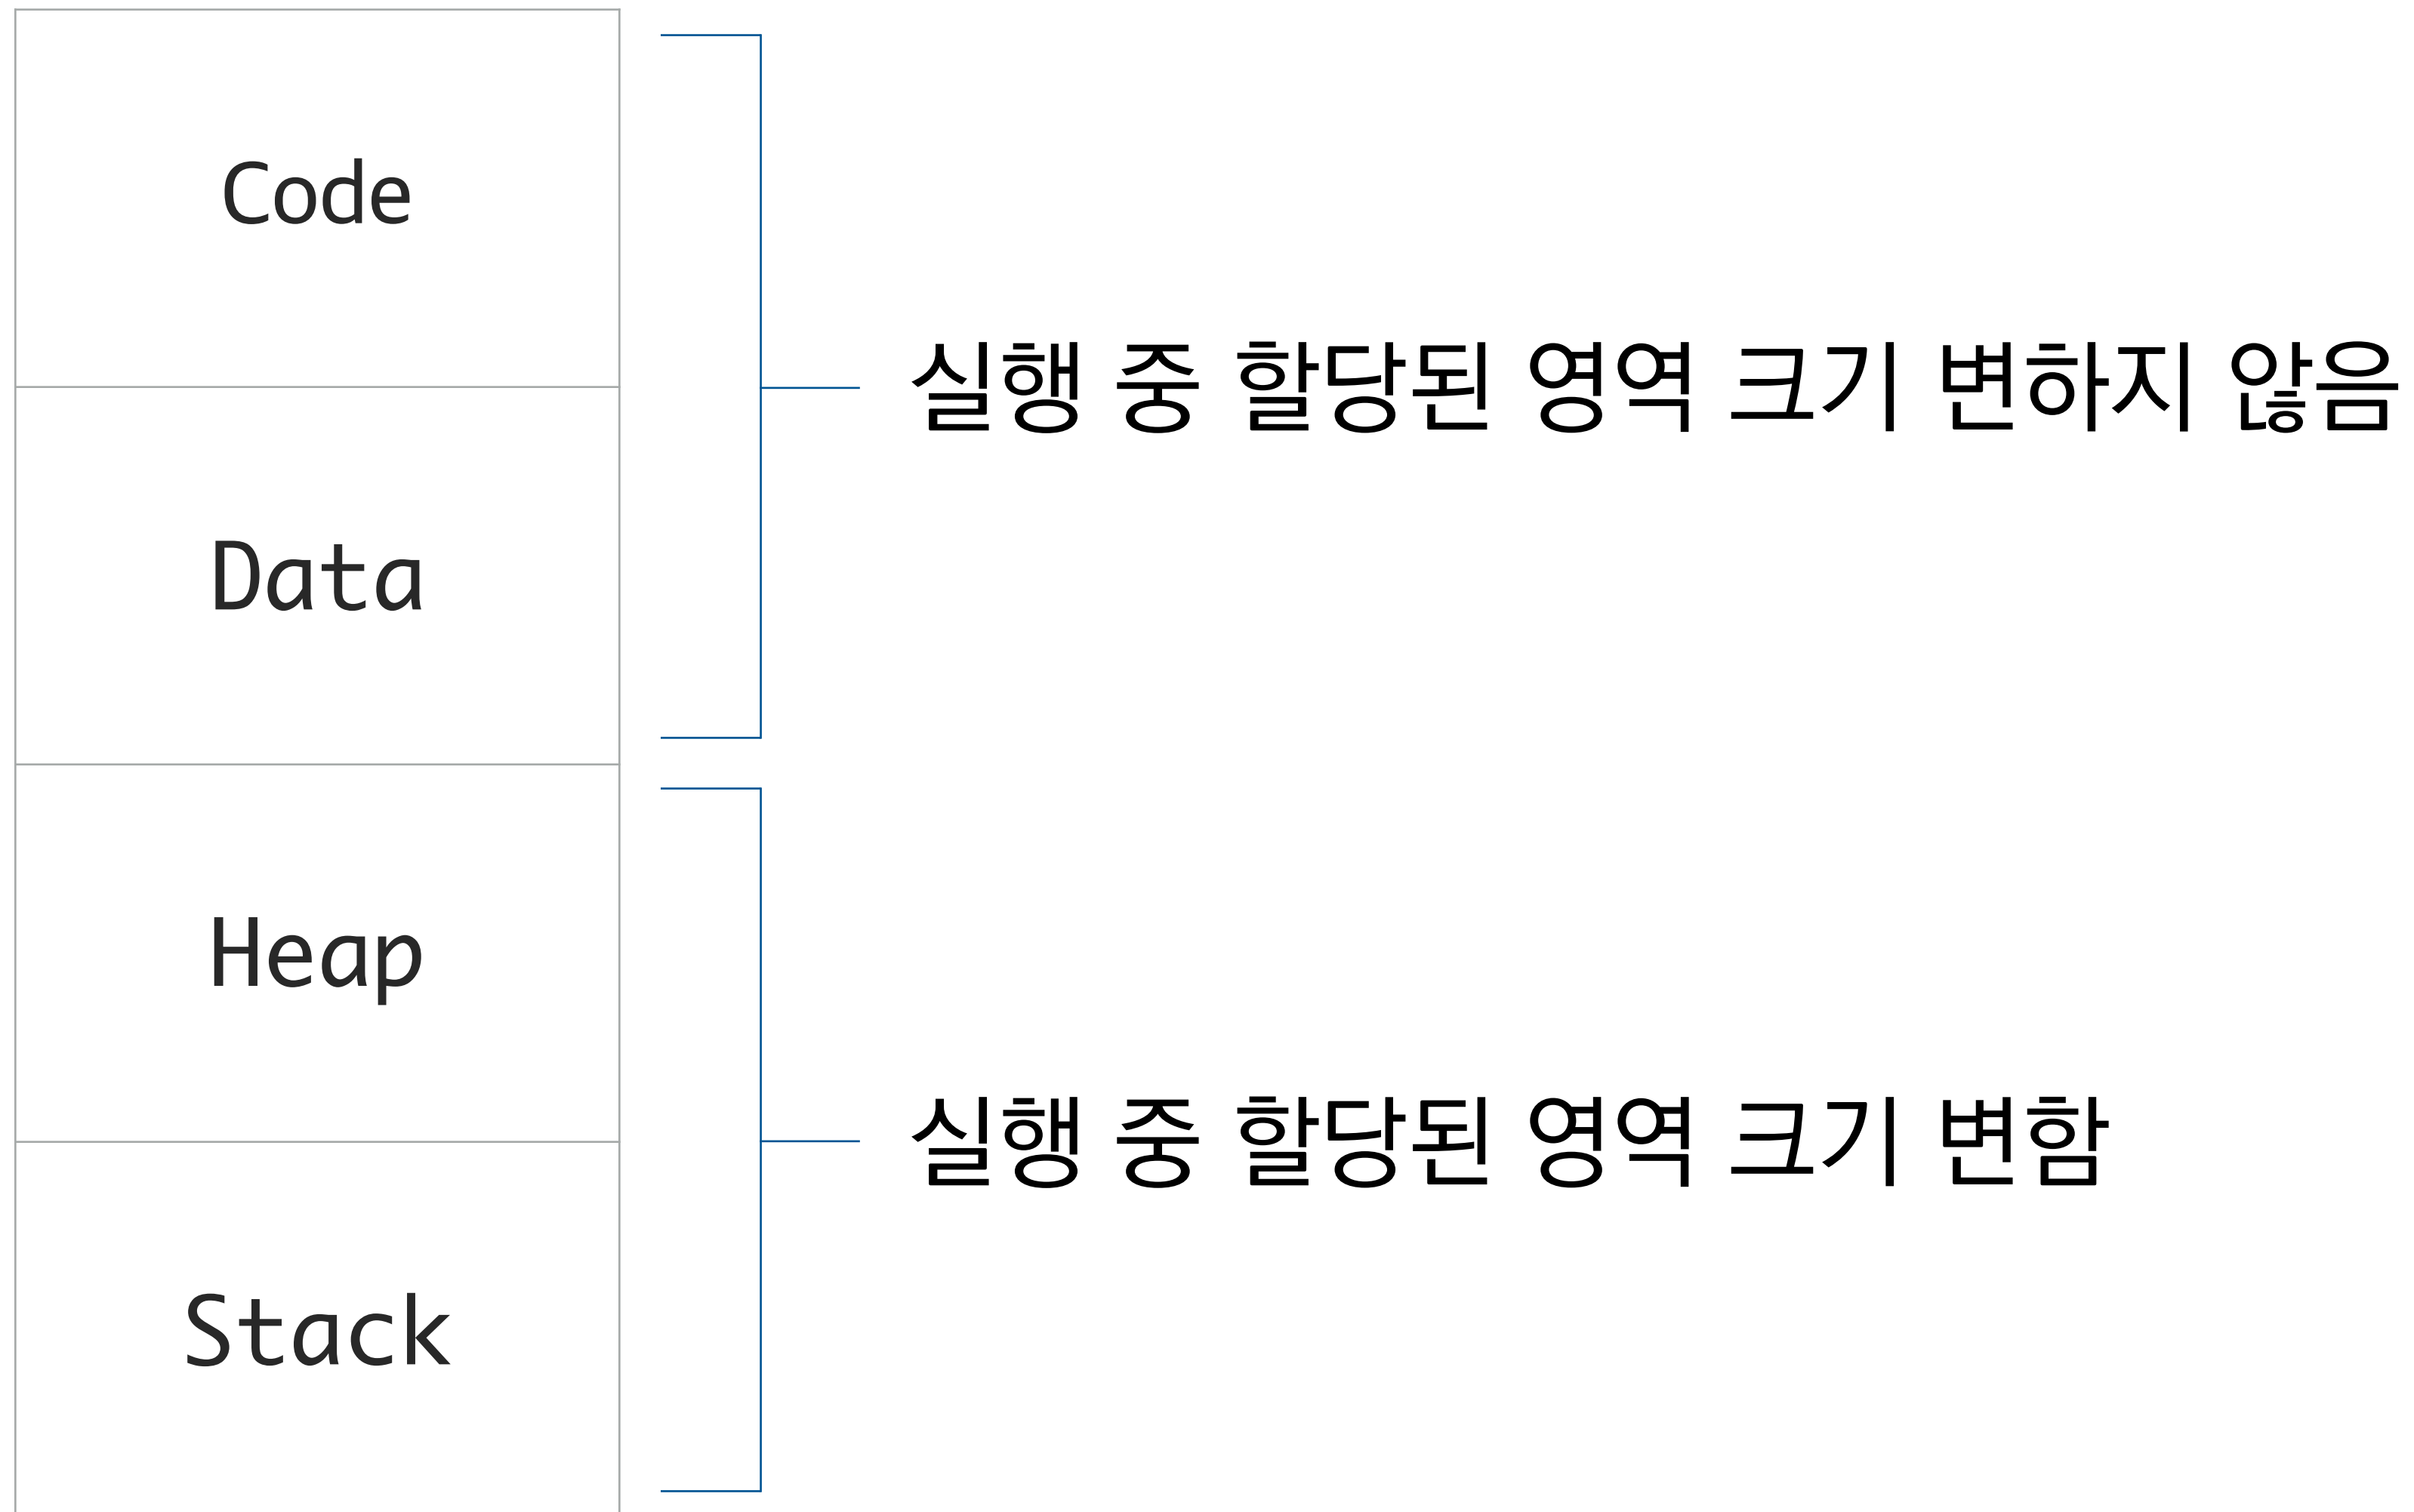 Code
실행 중 할당된 영역 크기 변하지 않음
Data
Heap
실행 중 할당된 영역 크기 변함
Stack